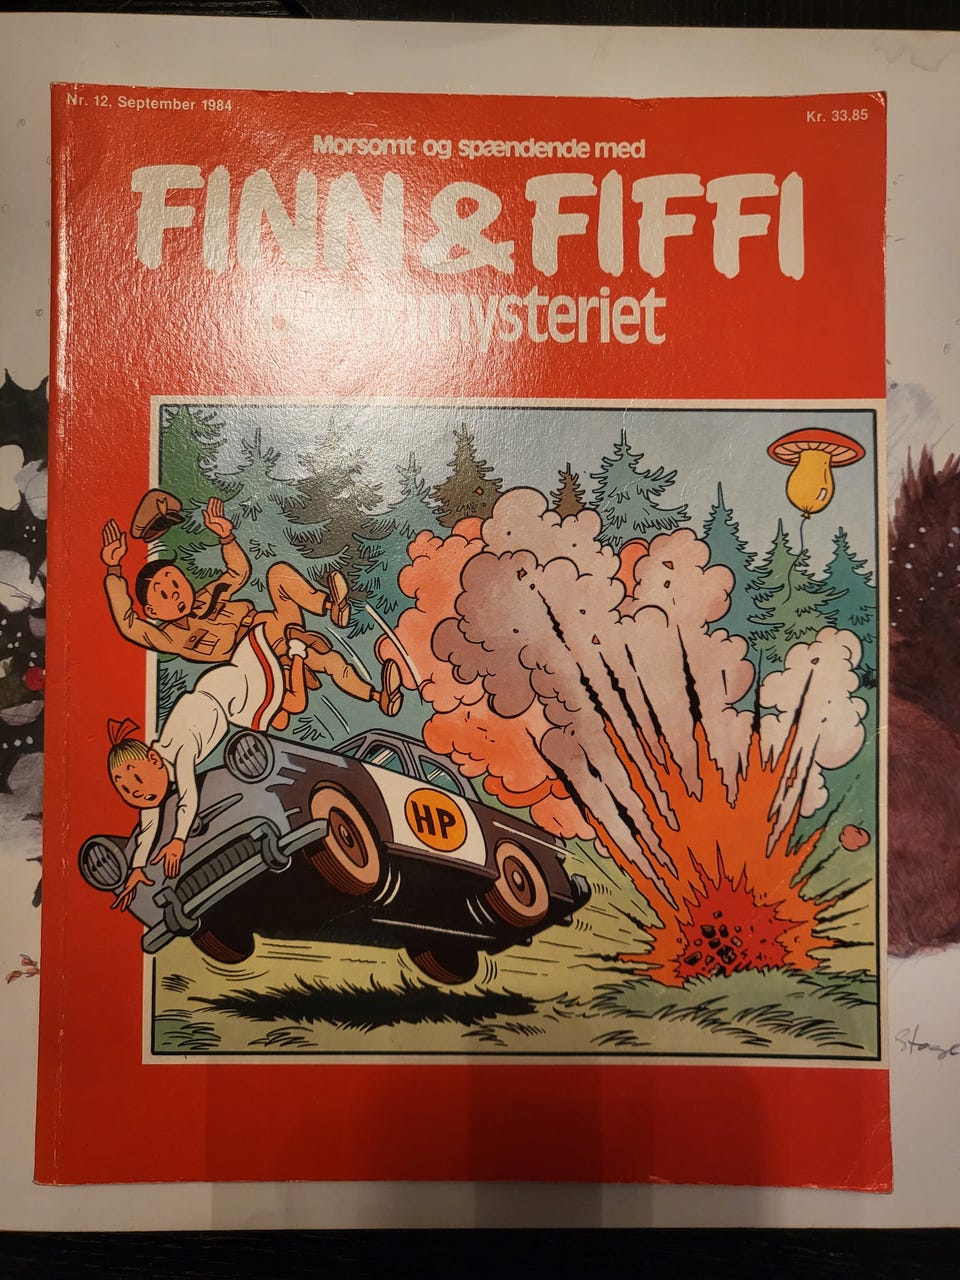 Nr. 12, September 1984
Kr. 33,85
Morsomt og spændende med
FINN & FIFFI
HP